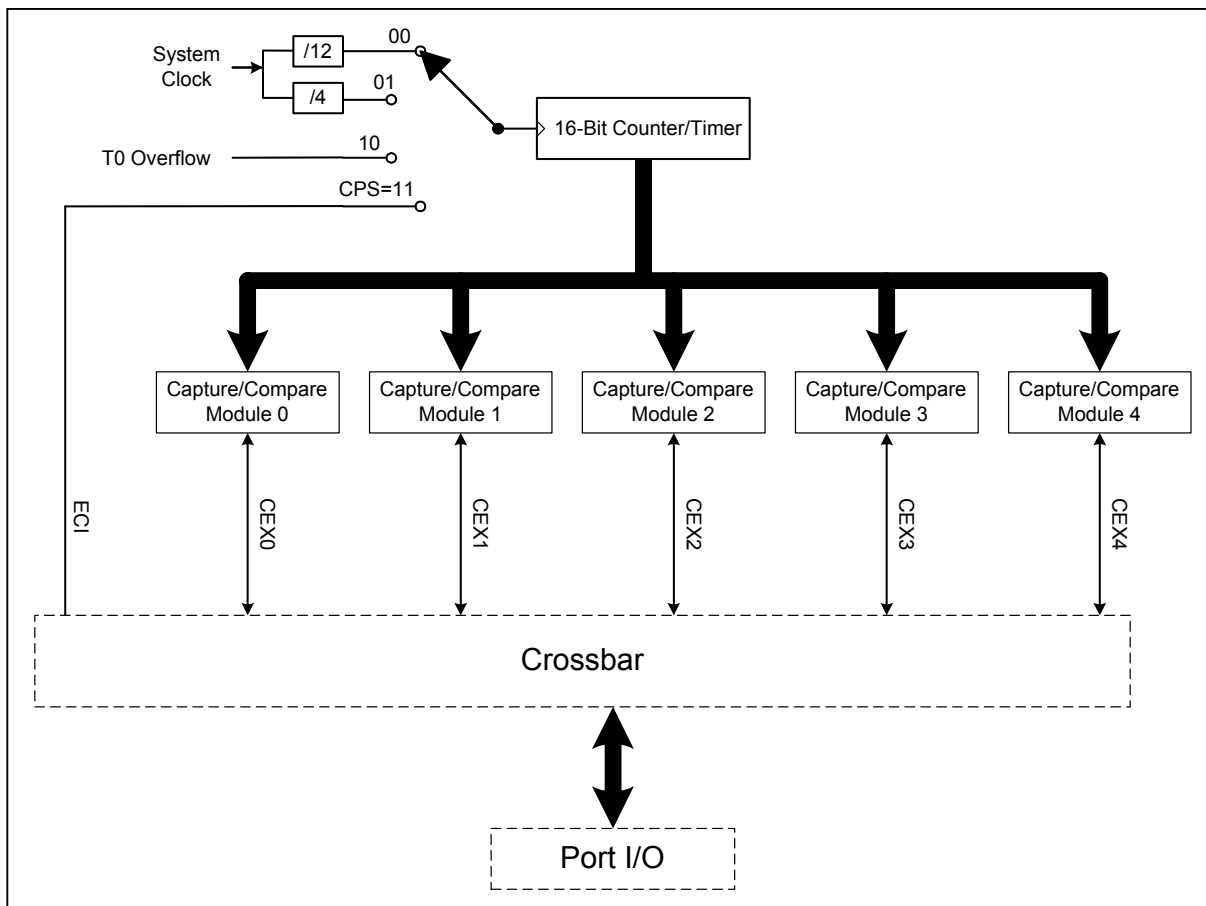 System
Clock
/12
/4
00
01
10
T0 Overflow
CPS=11
16-Bit Counter/Timer
Capture/Compare
Module 0
Capture/Compare
Module 1
Capture/Compare
Module 2
Capture/Compare
Module 3
Capture/Compare
Module 4
ECI
CEX0
CEX1
CEX2
CEX3
CEX4
Crossbar
Port I/O